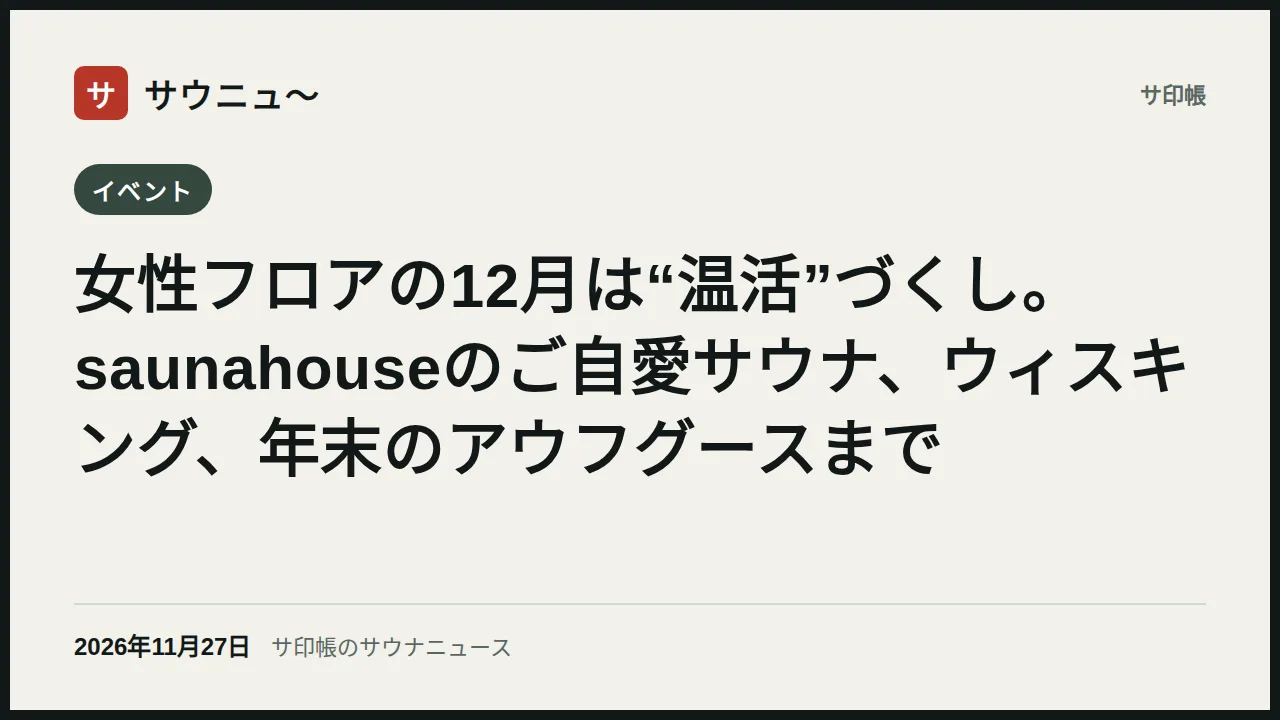 サ サウニュ〜
サ印帳
イベント
女性フロアの12月は“温活”づくし。
saunahouseのご自愛サウナ、ウィスキ
ング、年末のアウフグースまで
2026年11月27日 サ印帳のサウナニュース